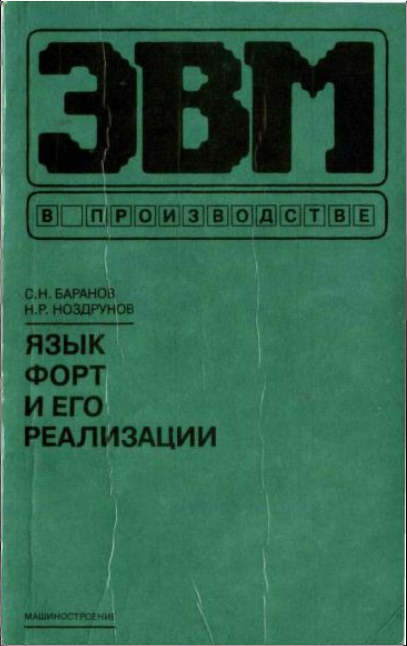 ЭВМ
В ПРОИЗВОДСТВЕ
С.Н. БАРАНОВ
Н.Р. НОЗДРУНОВ
ЯЗЫК
ФОРТ
И ЕГО
РЕАЛИЗАЦИИ
МАШИНОСТРОЕНИЕ